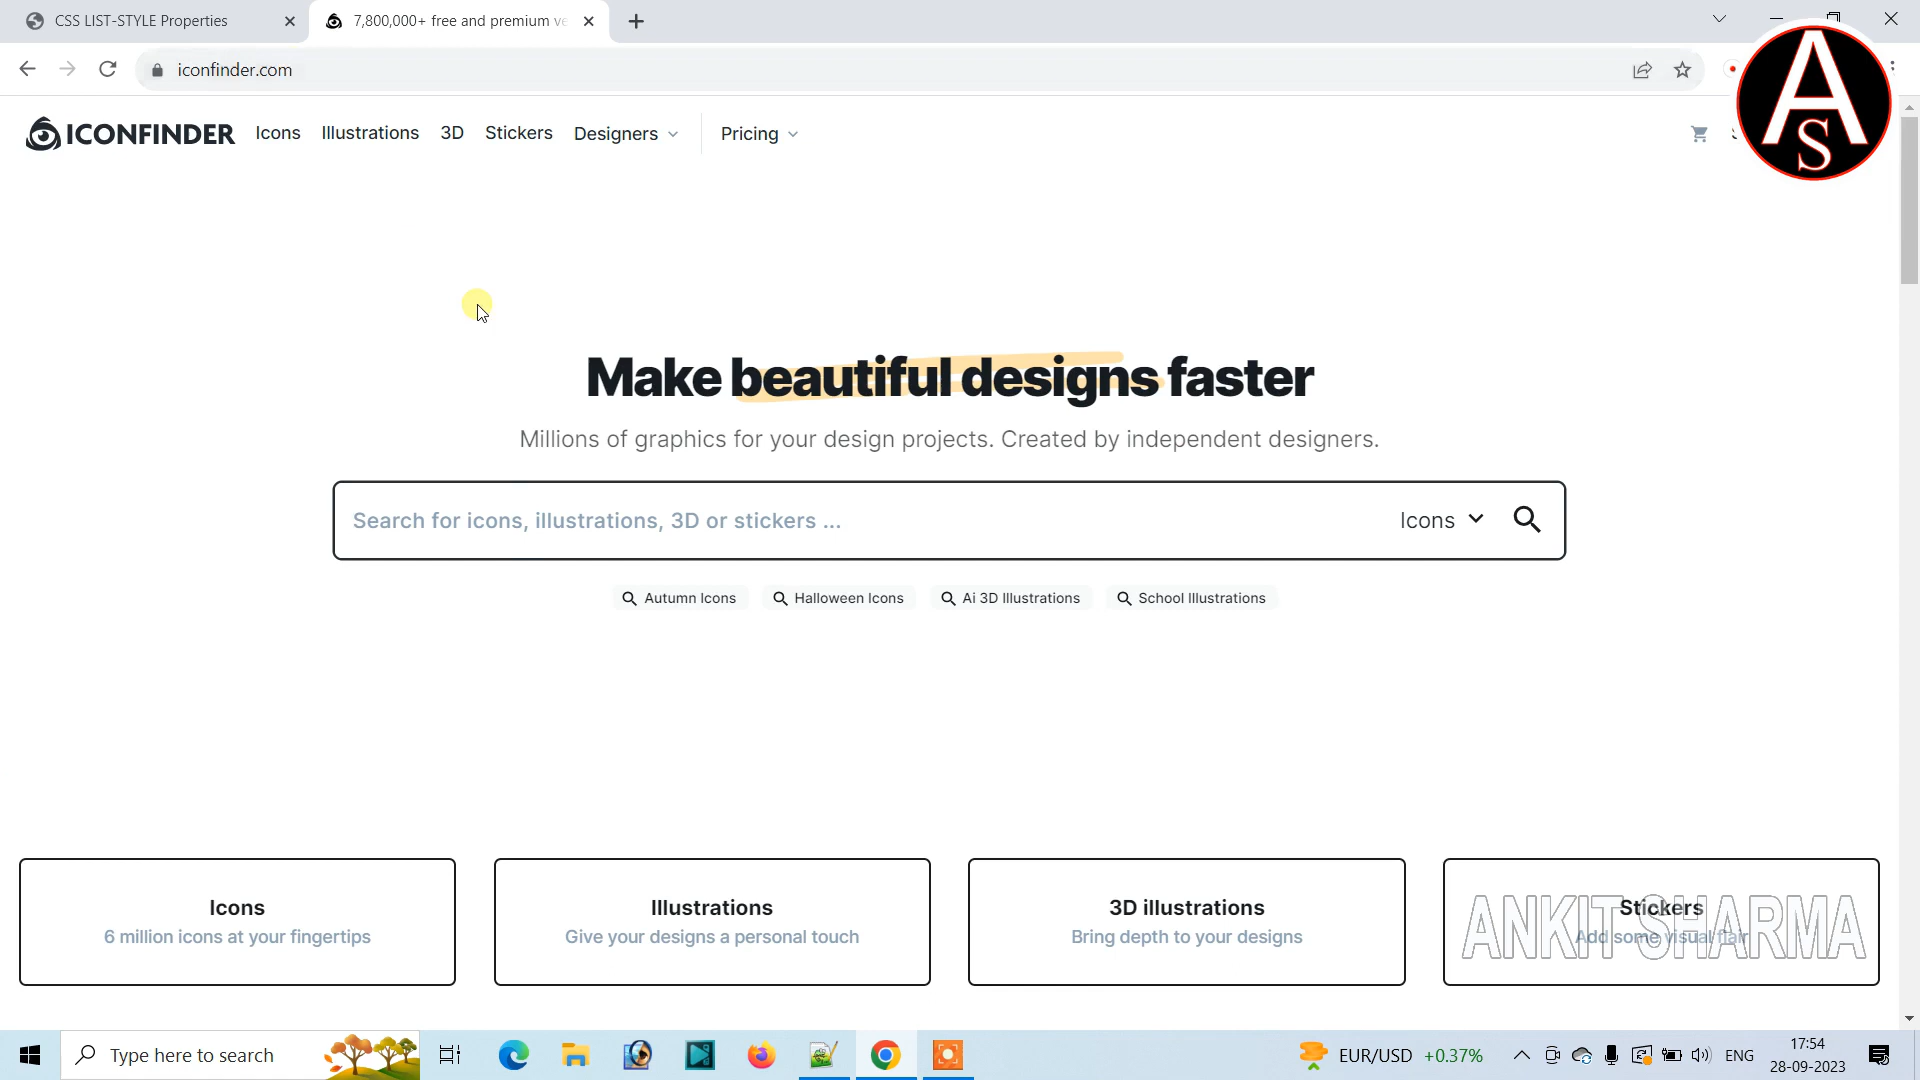 CSS LIST-STYLE Properties
7,800,000+ free and premium ve
iconfinder.com
ICONFINDER
Icons
Illustrations
3D
Stickers
Designers
Pricing
AS
Make beautiful designs faster
Millions of graphics for your design projects. Created by independent designers.
Search for icons, illustrations, 3D or stickers ...
Icons
Autumn Icons
Halloween Icons
Ai 3D Illustrations
School Illustrations
Icons
6 million icons at your fingertips
Illustrations
Give your designs a personal touch
3D illustrations
Bring depth to your designs
Stickers
Add some visual flair
ANKIT SHARMA
Type here to search
EUR/USD +0.37%
ENG
17:54
28-09-2023